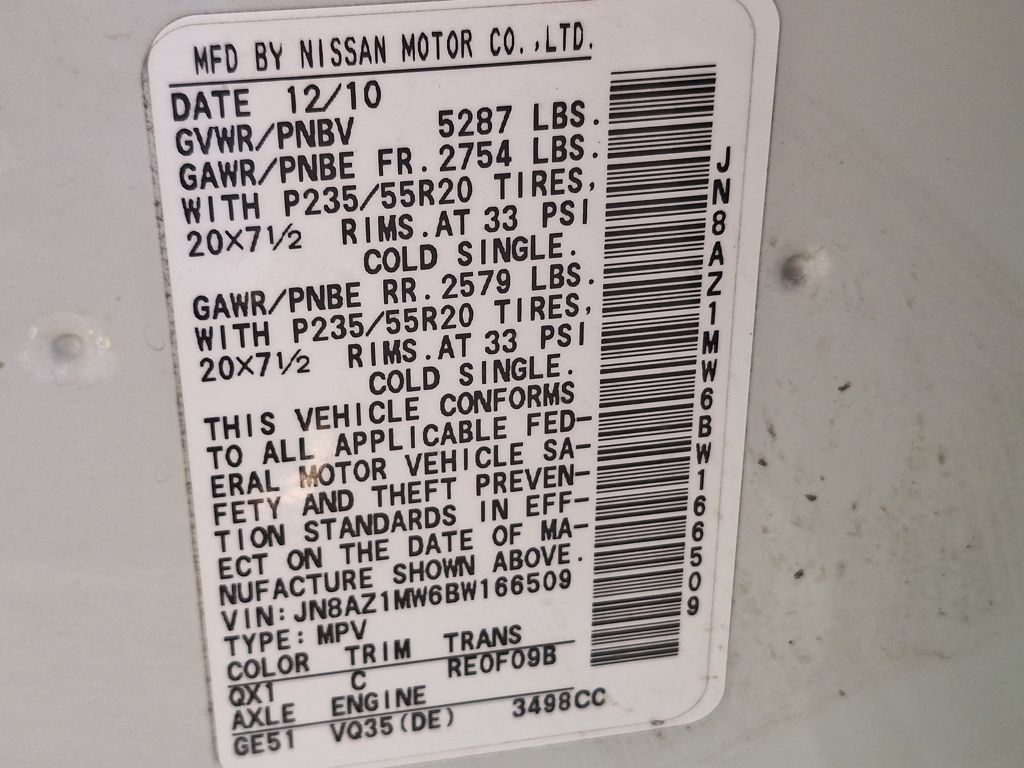 MFD BY NISSAN MOTOR CO.,LTD.
DATE 12/10
GVWR/PNBV 5287 LBS.
GAWR/PNBE FR. 2754 LBS.
WITH P235/55R20 TIRES,
20×7 1/2 RIMS. AT 33 PSI
COLD SINGLE.
GAWR/PNBE RR. 2579 LBS.
WITH P235/55R20 TIRES,
20×7 1/2 RIMS. AT 33 PSI
COLD SINGLE.
THIS VEHICLE CONFORMS
TO ALL APPLICABLE FED-
ERAL MOTOR VEHICLE SA-
FETY AND THEFT PREVEN-
TION STANDARDS IN EFF-
ECT ON THE DATE OF MA-
NUFACTURE SHOWN ABOVE.
VIN: JN8AZ1MW6BW166509
TYPE: MPV
COLOR TRIM TRANS
QX1 C RE0F09B
AXLE ENGINE
GE51 VQ35(DE) 3498CC
JN8AZ1MW6BW166509